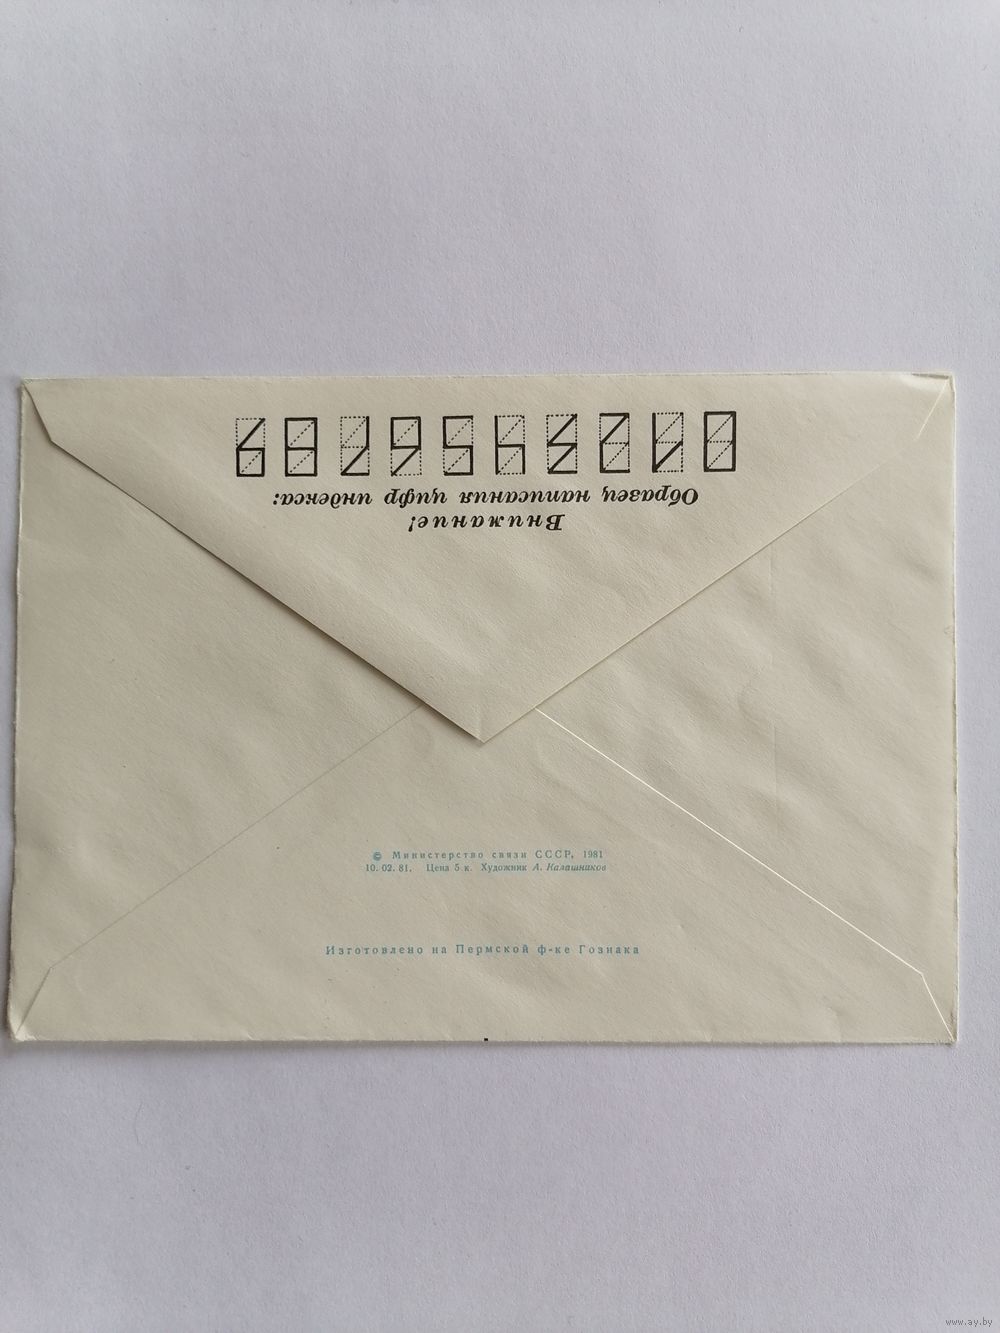 Внимание!
Образец написания цифр индекса:
0123456789
© Министерство связи СССР, 1981
10.02.81. Цена 5 к. Художник А. Калашников
Изготовлено на Пермской ф-ке Гознака
www.ay.by